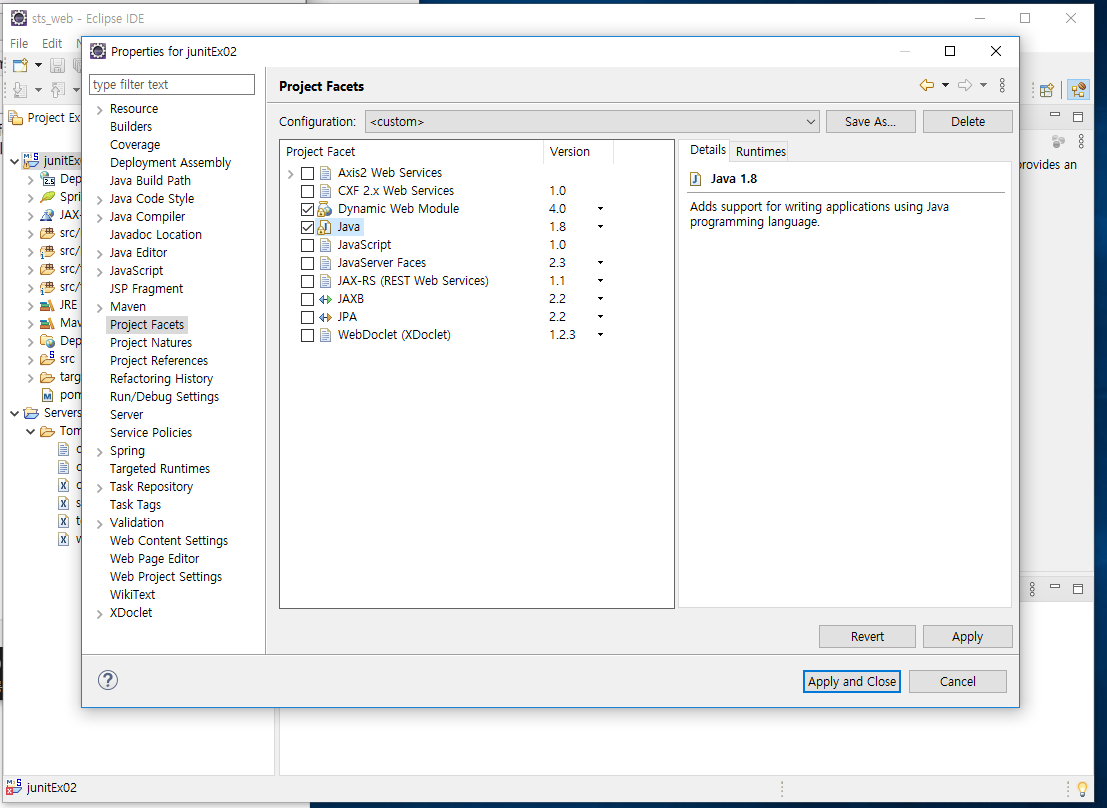 sts_web - Eclipse IDE
File Edit
Properties for junitEx02
type filter text
Resource
Builders
Coverage
Deployment Assembly
Java Build Path
Java Code Style
Java Compiler
Javadoc Location
Java Editor
JavaScript
JSP Fragment
Maven
Project Facets
Project Natures
Project References
Refactoring History
Run/Debug Settings
Server
Service Policies
Spring
Targeted Runtimes
Task Repository
Task Tags
Validation
Web Content Settings
Web Page Editor
Web Project Settings
WikiText
XDoclet
Project Facets
Configuration: <custom> Save As... Delete
Project Facet Version
Axis2 Web Services
CXF 2.x Web Services 1.0
Dynamic Web Module 4.0
Java 1.8
JavaScript 1.0
JavaServer Faces 2.3
JAX-RS (REST Web Services) 1.1
JAXB 2.2
JPA 2.2
WebDoclet (XDoclet) 1.2.3
Details Runtimes
Java 1.8
Adds support for writing applications using Java
programming language.
Revert Apply
Apply and Close Cancel
Project Ex
junitEx
Dep
Spri
JAX-
src/
src/
src/
src/
JRE
Mav
Dep
src
targ
pom
Servers
Tom
provides an
junitEx02